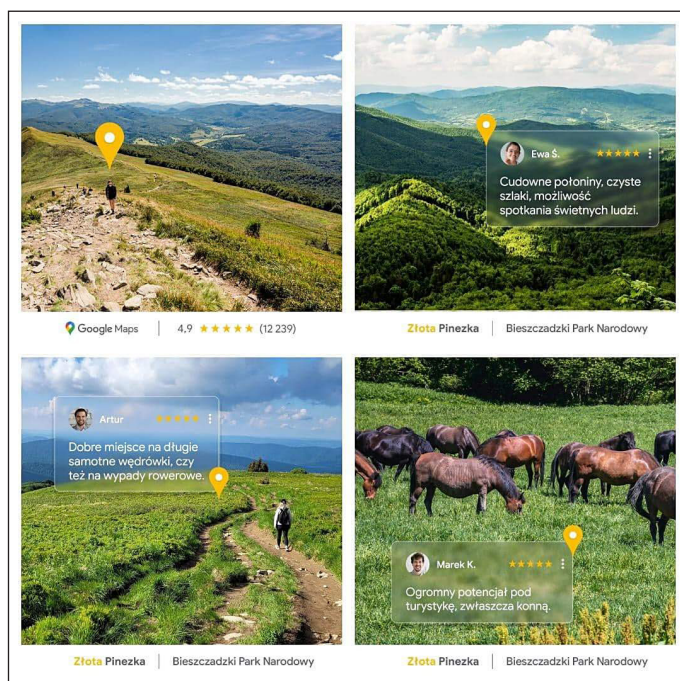 Google Maps | 4,9 ★★★★★ (12 239)
Ewa Ś. ★★★★★
Cudowne połoniny, czyste
szlaki, możliwość
spotkania świetnych ludzi.
Złota Pinezka | Bieszczadzki Park Narodowy
Artur ★★★★★
Dobre miejsce na długie
samotne wędrówki, czy
też na wypady rowerowe.
Złota Pinezka | Bieszczadzki Park Narodowy
Marek K. ★★★★★
Ogromny potencjał pod
turystykę, zwłaszcza konną.
Złota Pinezka | Bieszczadzki Park Narodowy